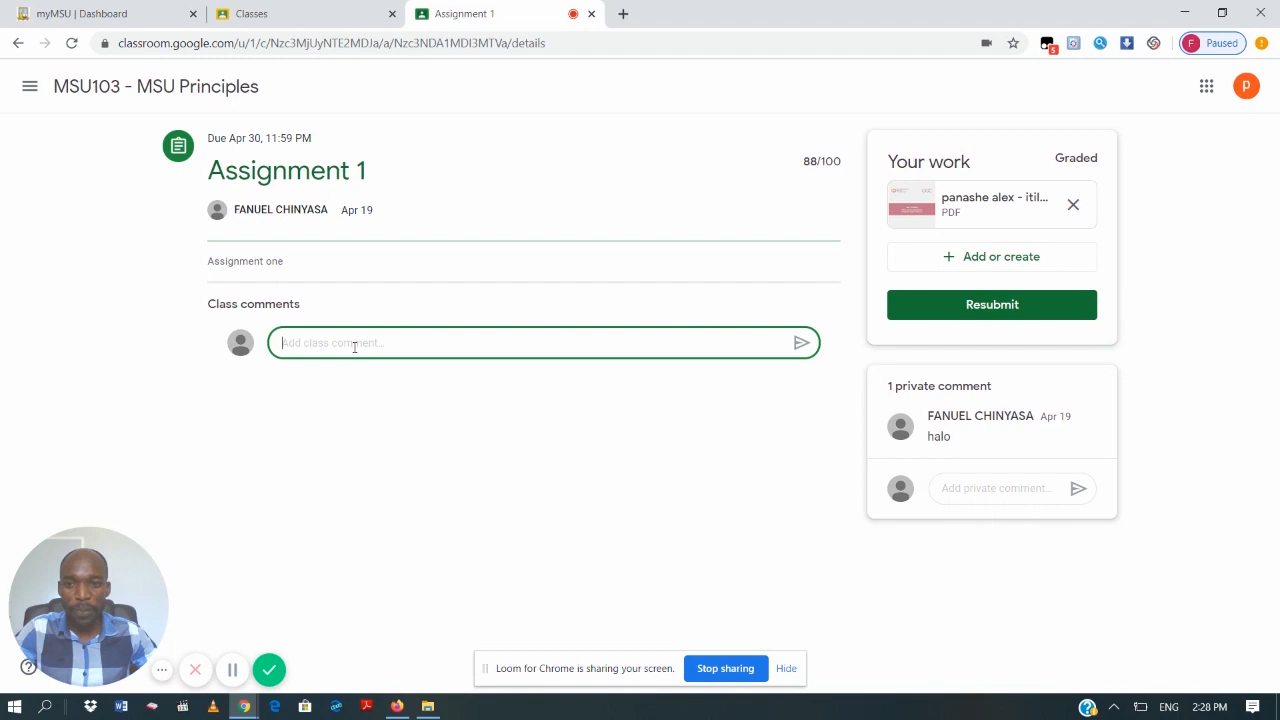 myMSU | Dashboard
Classes
Assignment 1
classroom.google.com/u/1/c/Nzc3MjUyNTE2MDJa/a/Nzc3NDA1MDI3MTVa/details
5
F Paused
MSU103 - MSU Principles
p
Due Apr 30, 11:59 PM
Assignment 1
88/100
FANUEL CHINYASA Apr 19
Assignment one
Class comments
Add class comment...
Your work
Graded
panashe alex - itil...
PDF
+ Add or create
Resubmit
1 private comment
FANUEL CHINYASA Apr 19
halo
Add private comment...
Loom for Chrome is sharing your screen.
Stop sharing
Hide
ENG
2:28 PM